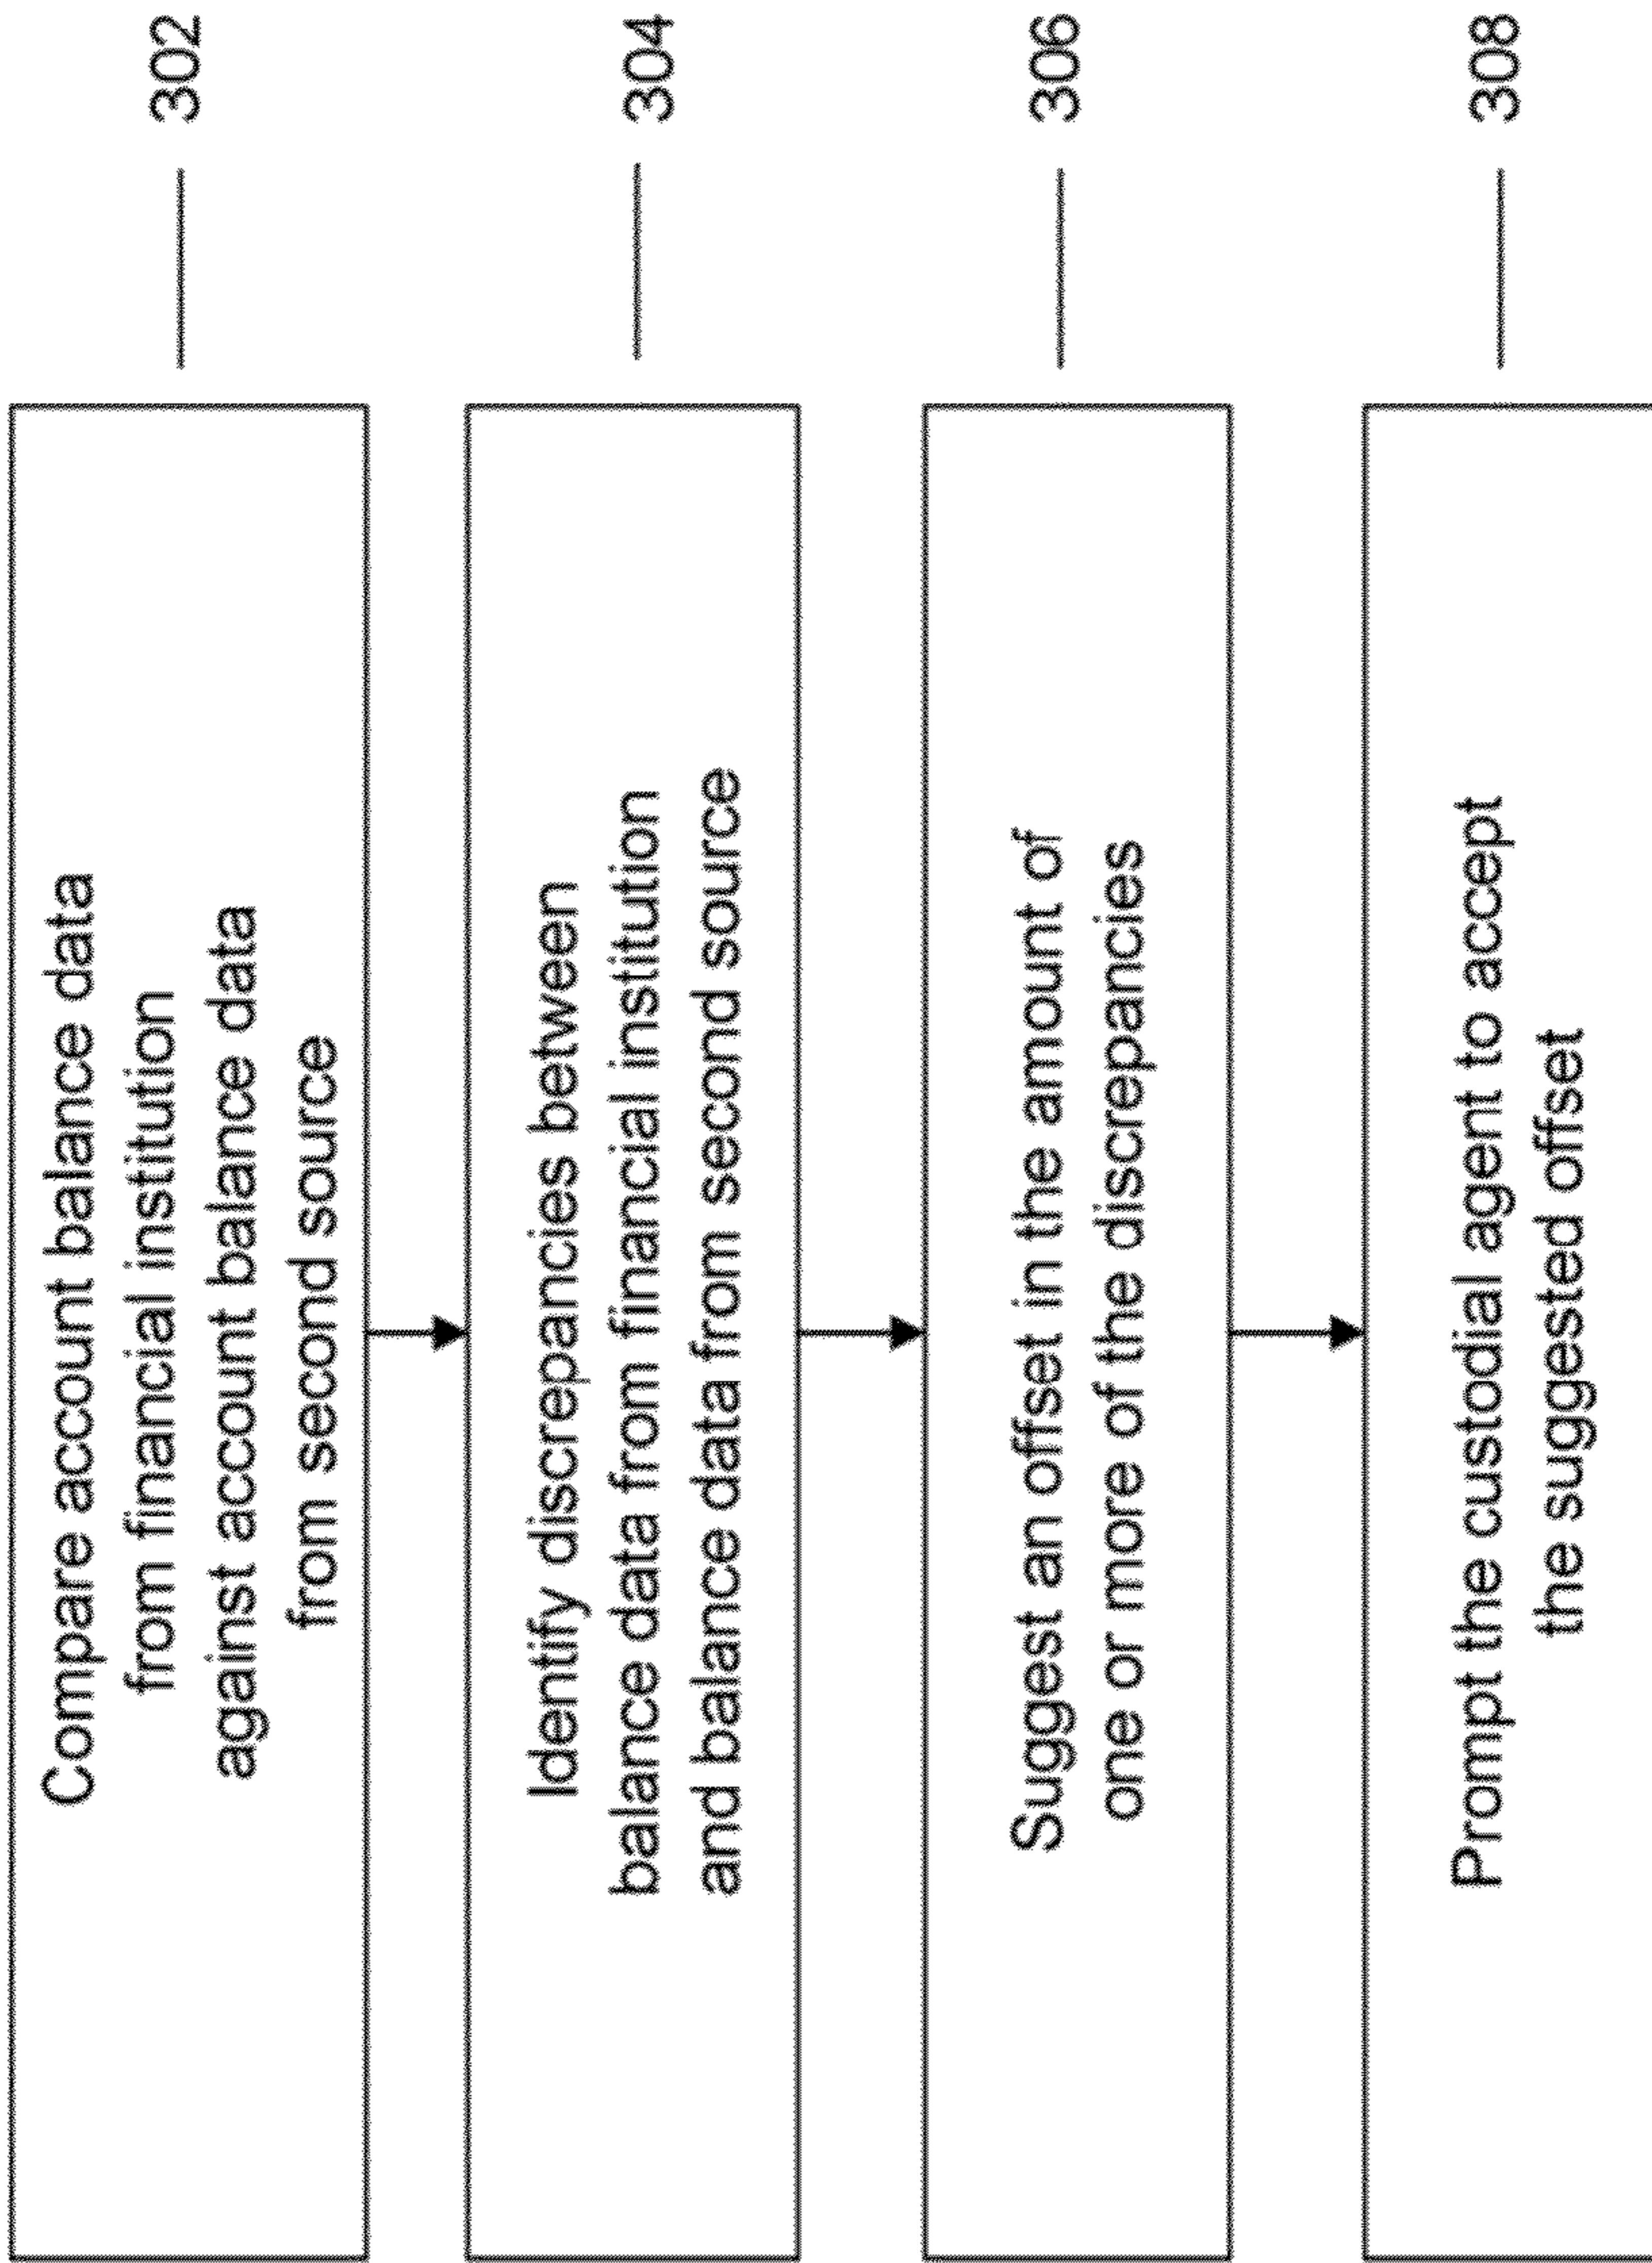 Compare account balance data
from financial institution
against account balance data
from second source
302
Identify discrepancies between
balance data from financial institution
and balance data from second source
304
Suggest an offset in the amount of
one or more of the discrepancies
306
Prompt the custodial agent to accept
the suggested offset
308